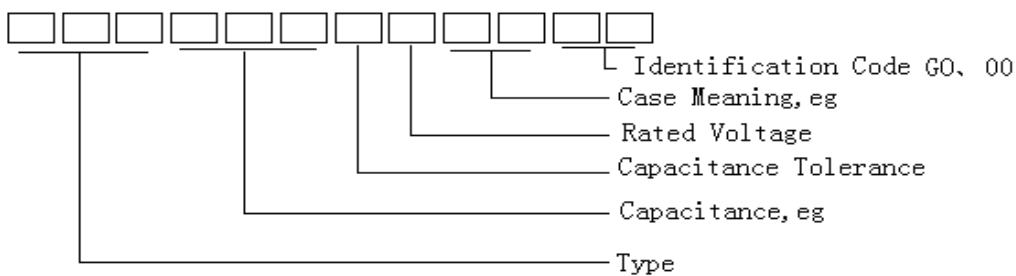 Identification Code GO、00
Case Meaning,eg
Rated Voltage
Capacitance Tolerance
Capacitance,eg
Type